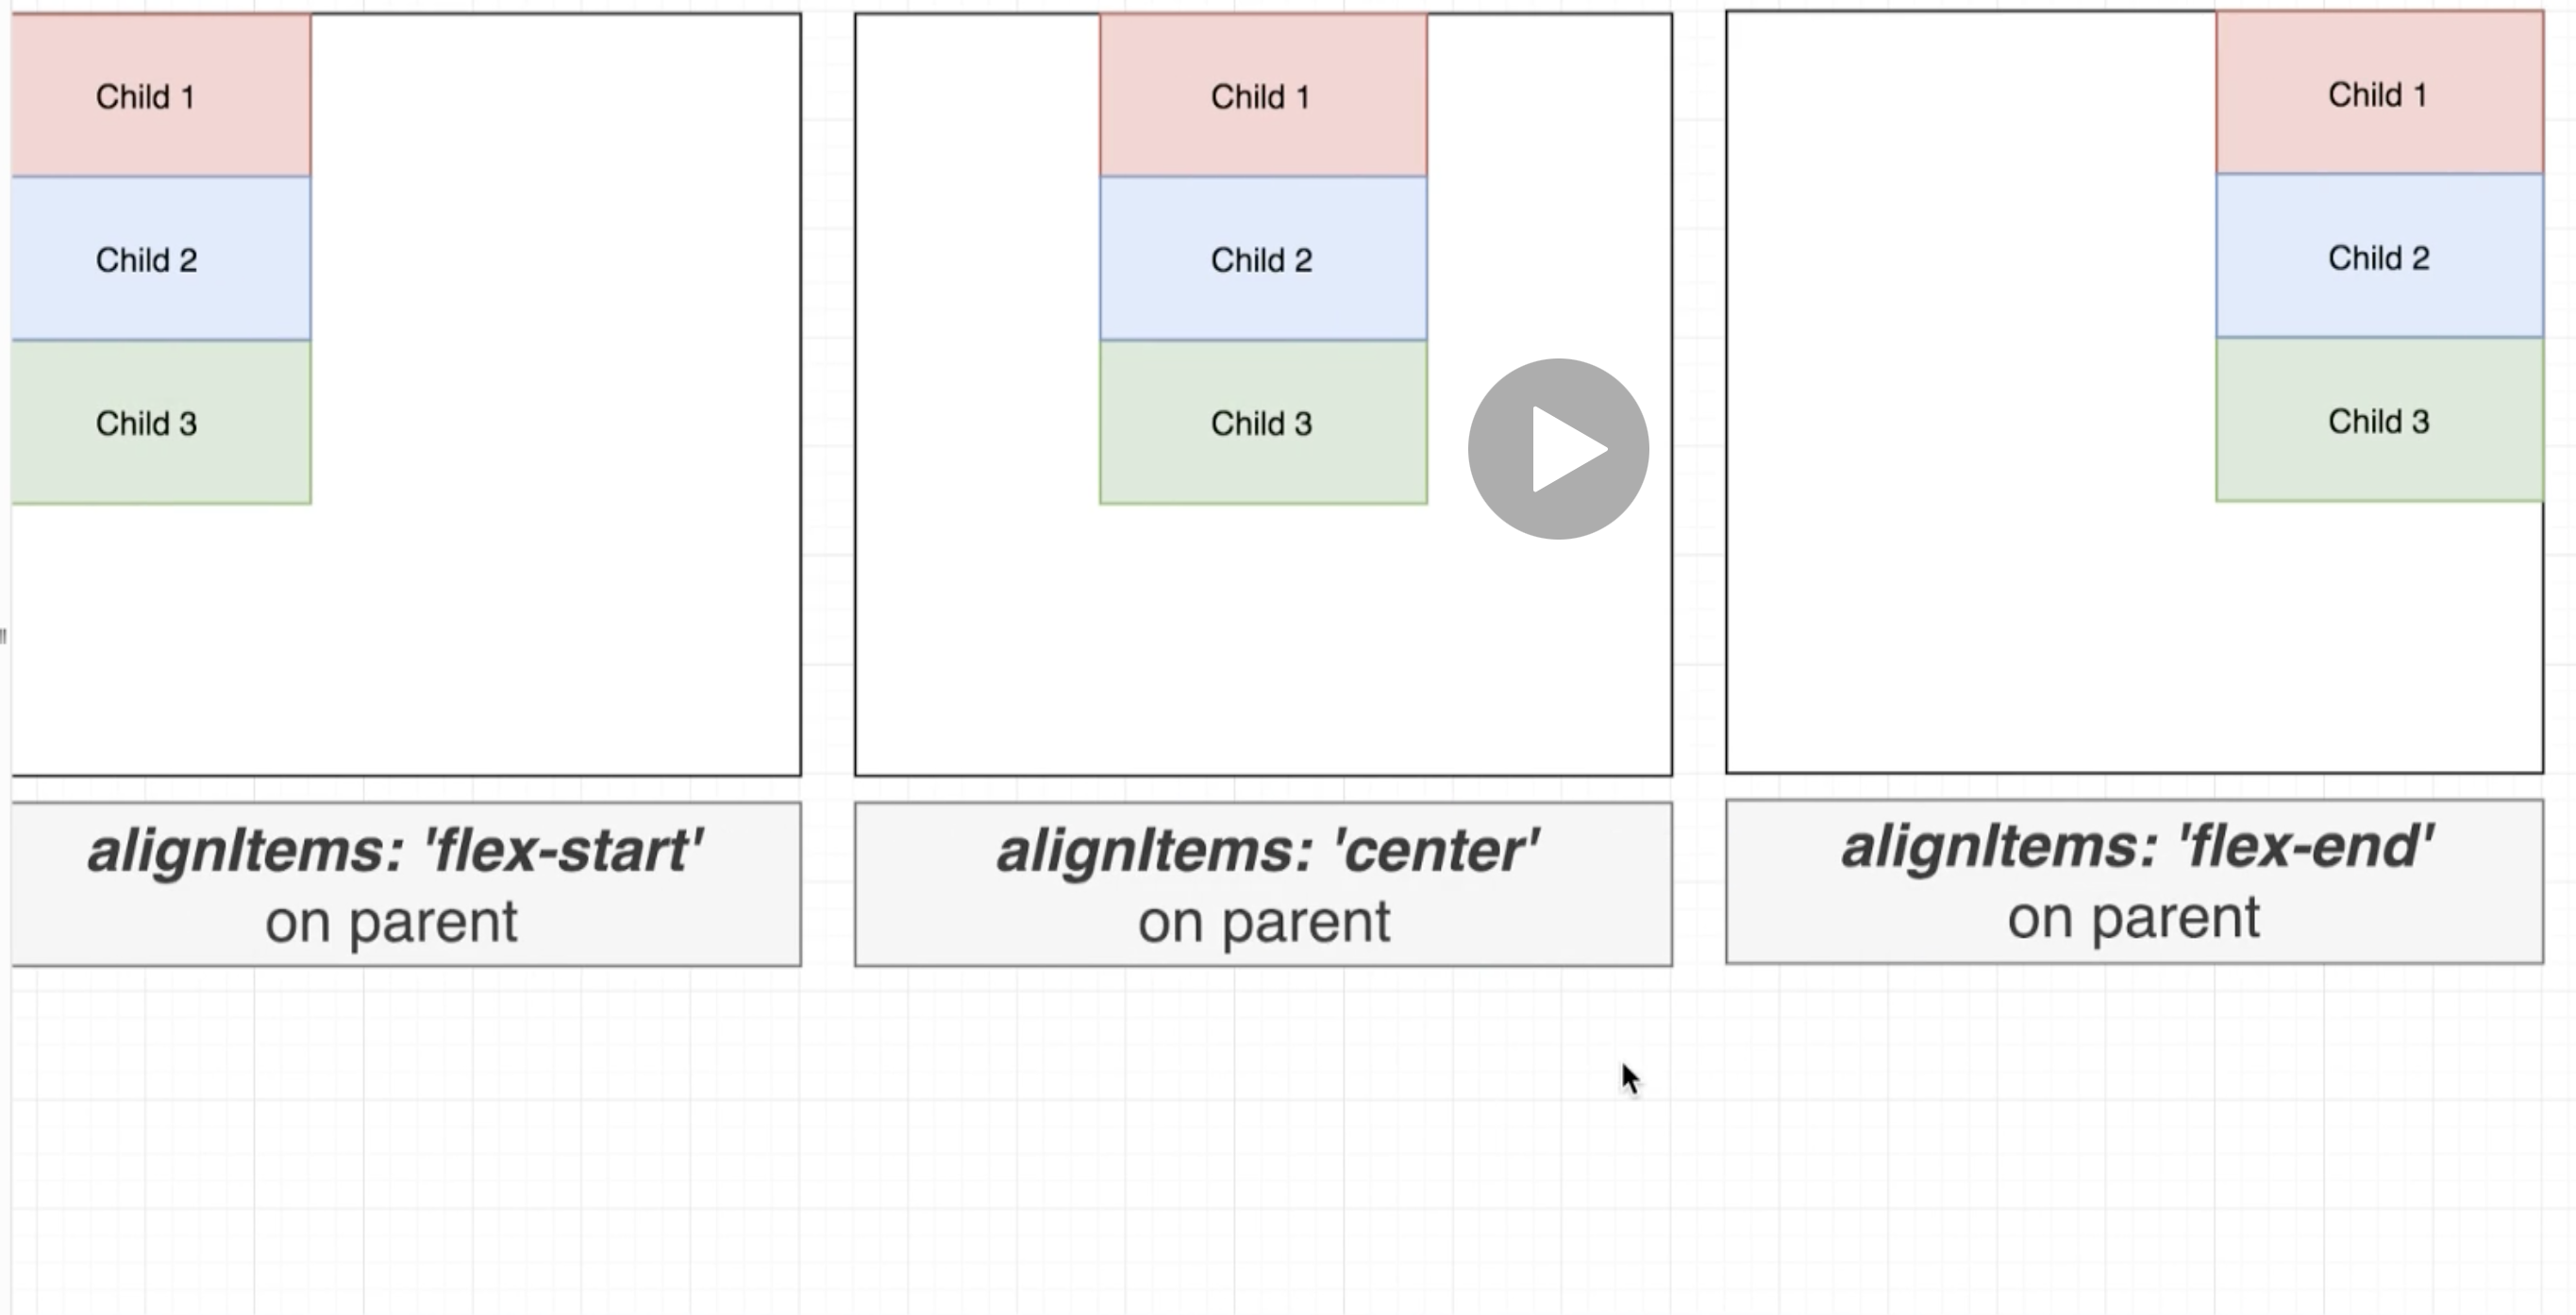 Child 1
Child 2
Child 3
alignItems: 'flex-start'
on parent
Child 1
Child 2
Child 3
alignItems: 'center'
on parent
Child 1
Child 2
Child 3
alignItems: 'flex-end'
on parent